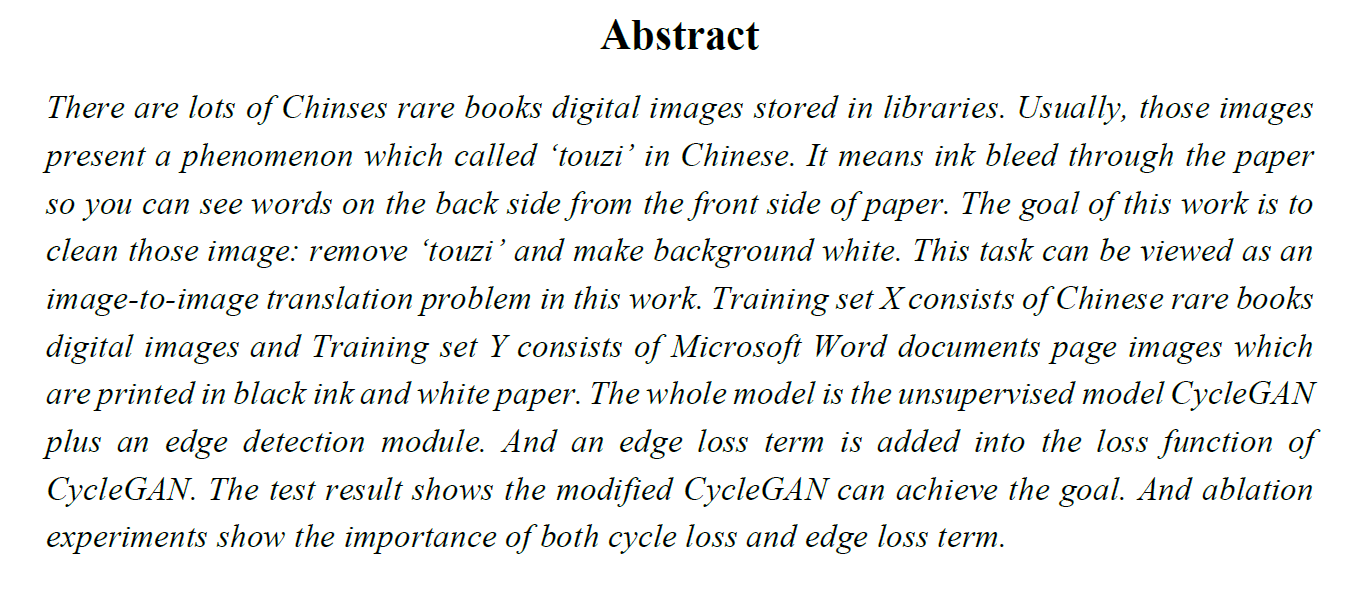 Abstract
There are lots of Chinses rare books digital images stored in libraries. Usually, those images
present a phenomenon which called ‘touzi’ in Chinese. It means ink bleed through the paper
so you can see words on the back side from the front side of paper. The goal of this work is to
clean those image: remove ‘touzi’ and make background white. This task can be viewed as an
image-to-image translation problem in this work. Training set X consists of Chinese rare books
digital images and Training set Y consists of Microsoft Word documents page images which
are printed in black ink and white paper. The whole model is the unsupervised model CycleGAN
plus an edge detection module. And an edge loss term is added into the loss function of
CycleGAN. The test result shows the modified CycleGAN can achieve the goal. And ablation
experiments show the importance of both cycle loss and edge loss term.